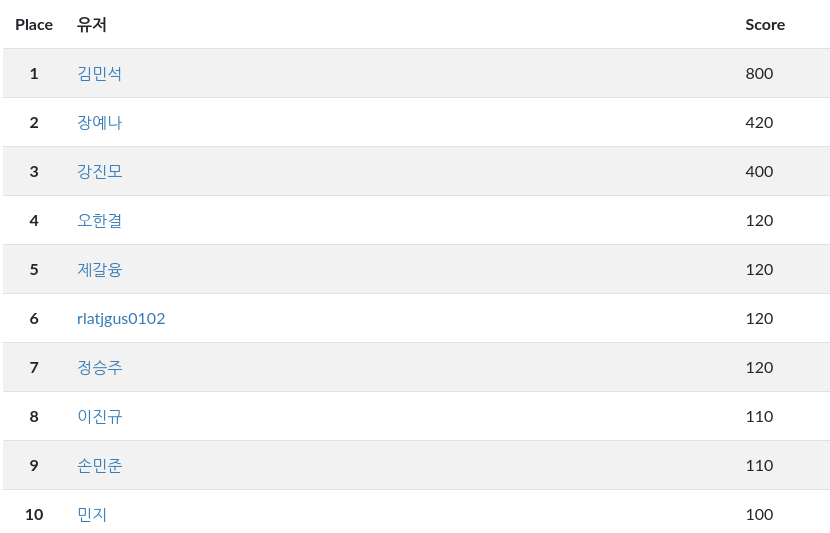 Place 유저 Score
1 김민석 800
2 장예나 420
3 강진모 400
4 오한결 120
5 제갈융 120
6 rlatjgus0102 120
7 정승주 120
8 이진규 110
9 손민준 110
10 민지 100